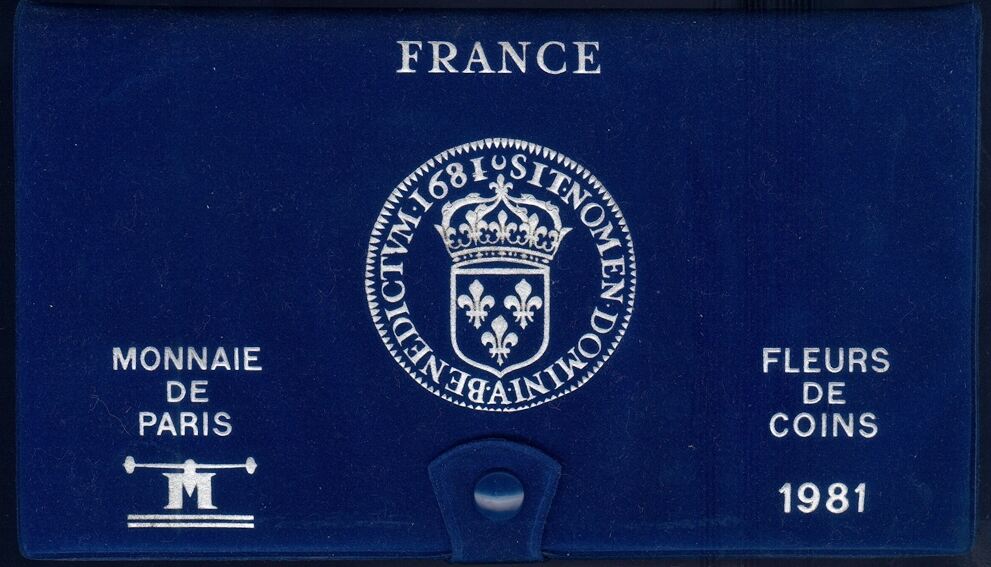 FRANCE
SIT·NOMEN·DOMINI·A·BENEDICTVM·1681
MONNAIE
DE
PARIS
M
FLEURS
DE
COINS
1981